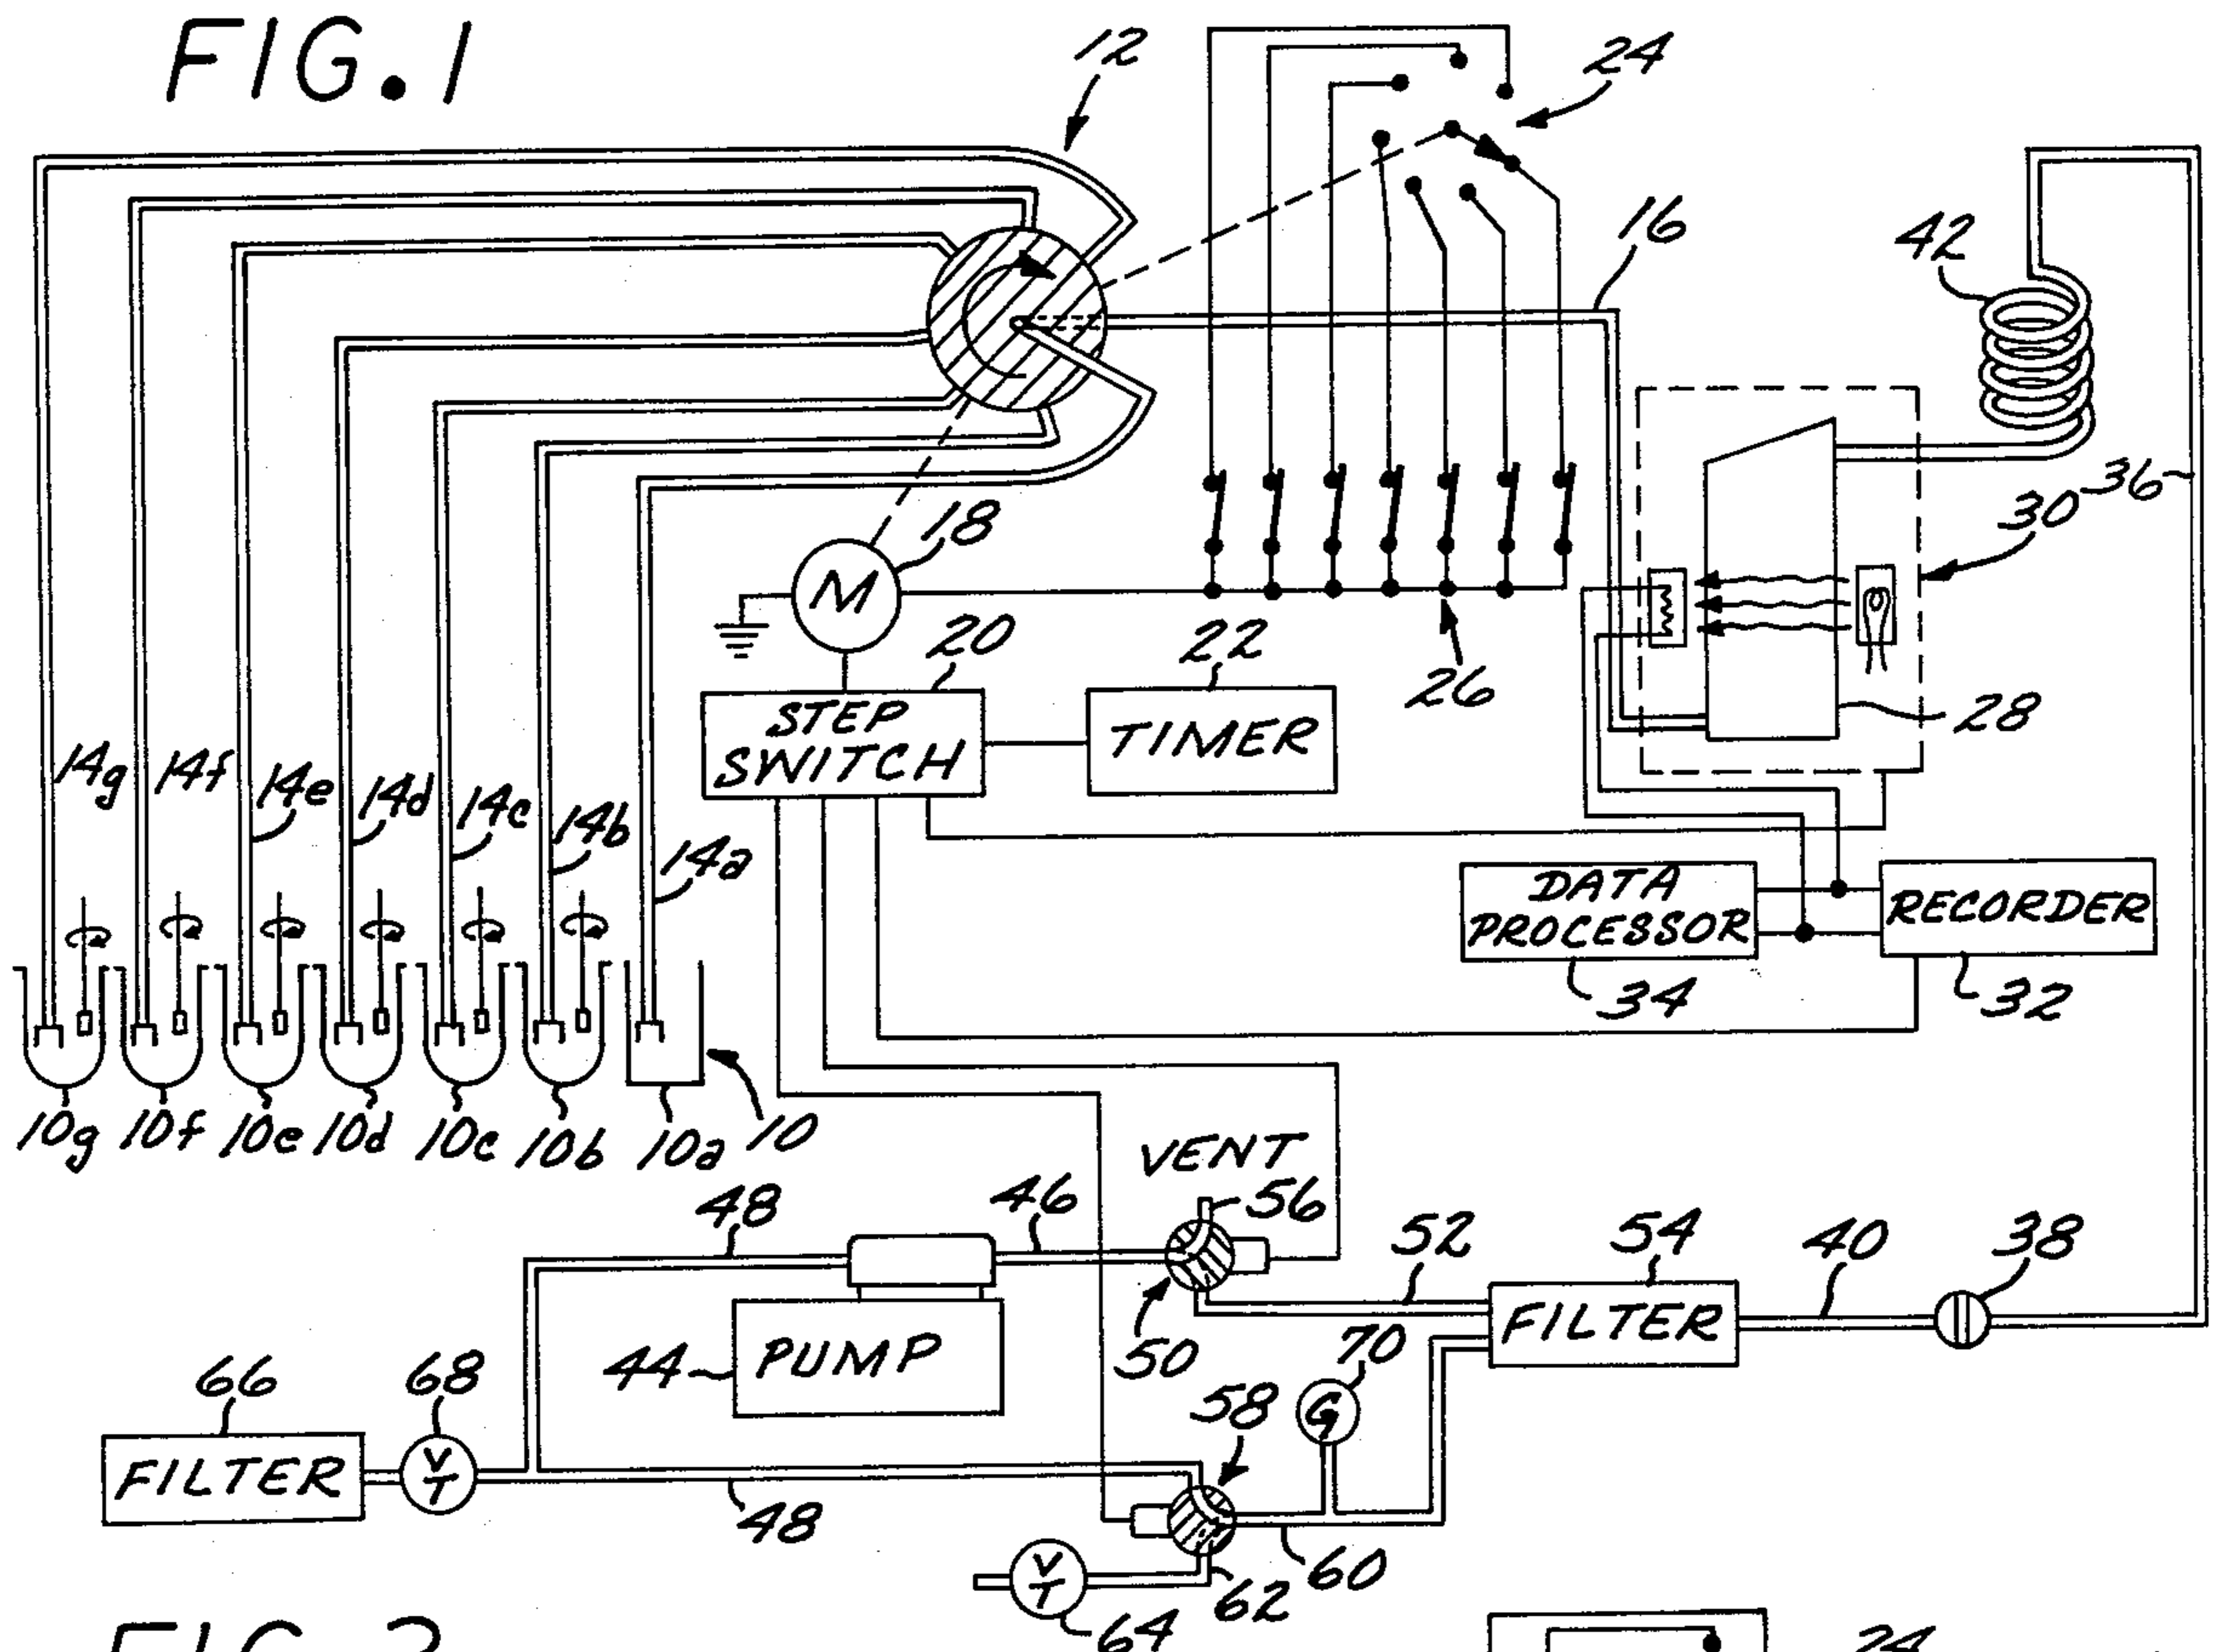 FIG. 1
12
24
16
42
36
30
18
M
20
22
26
28
STEP
SWITCH
TIMER
14g
14f
14e
14d
14c
14b
14a
DATA
PROCESSOR
RECORDER
34
32
10g
10f
10e
10d
10c
10b
10a
10
VENT
56
48
46
52
54
40
38
50
PUMP
44
FILTER
70
G
58
66
68
FILTER
V
T
48
60
62
V
T
64
24